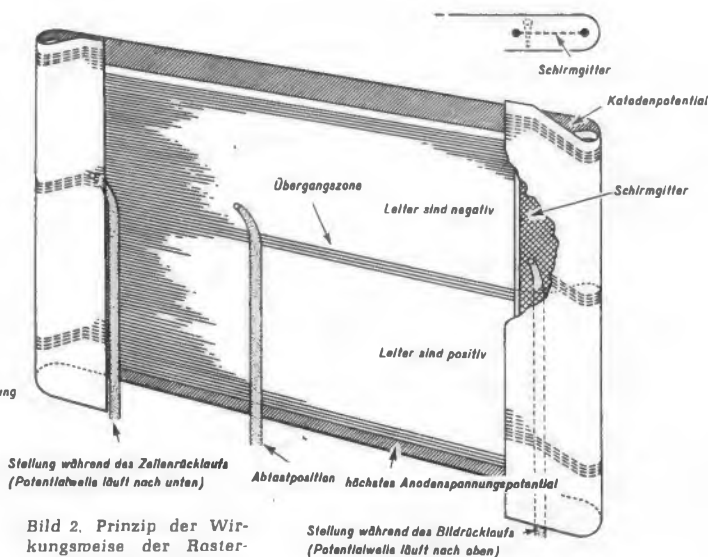 Schirmgitter
Katodenpotential
Übergangszone
Leiter sind negativ
Schirmgitter
Leiter sind positiv
ung
Stellung während des Zeilenrücklaufs
(Potentialwelle läuft nach unten)
Abtastposition
höchstes Anodenspannungspotential
Bild 2. Prinzip der Wir-
kungsweise der Raster-
Stellung während des Bildrücklaufs
(Potentialwelle läuft nach oben)